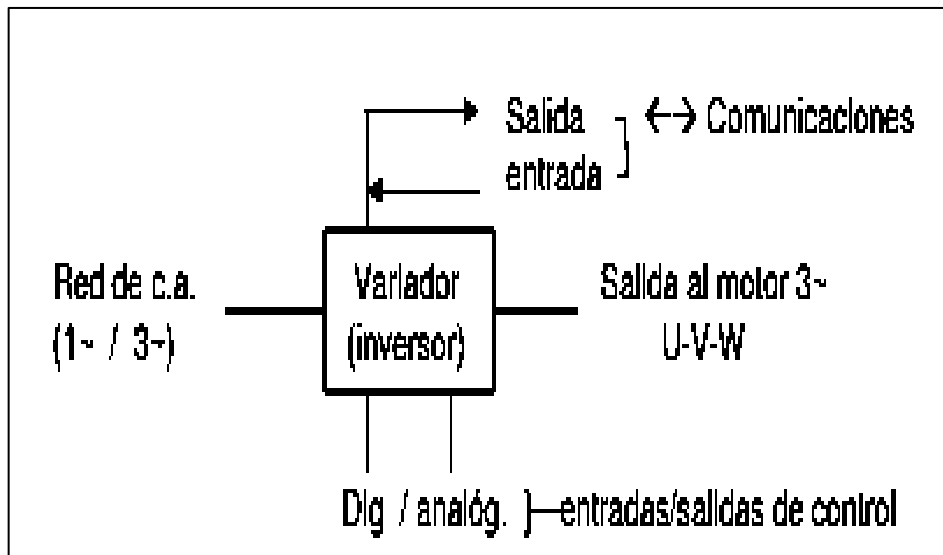 Salida ←→ Comunicaciones
entrada
Red de c.a.
(1~ / 3~)
Variador
(inversor)
Salida al motor 3~
U-V-W
Dig / analóg. }—entradas/salidas de control